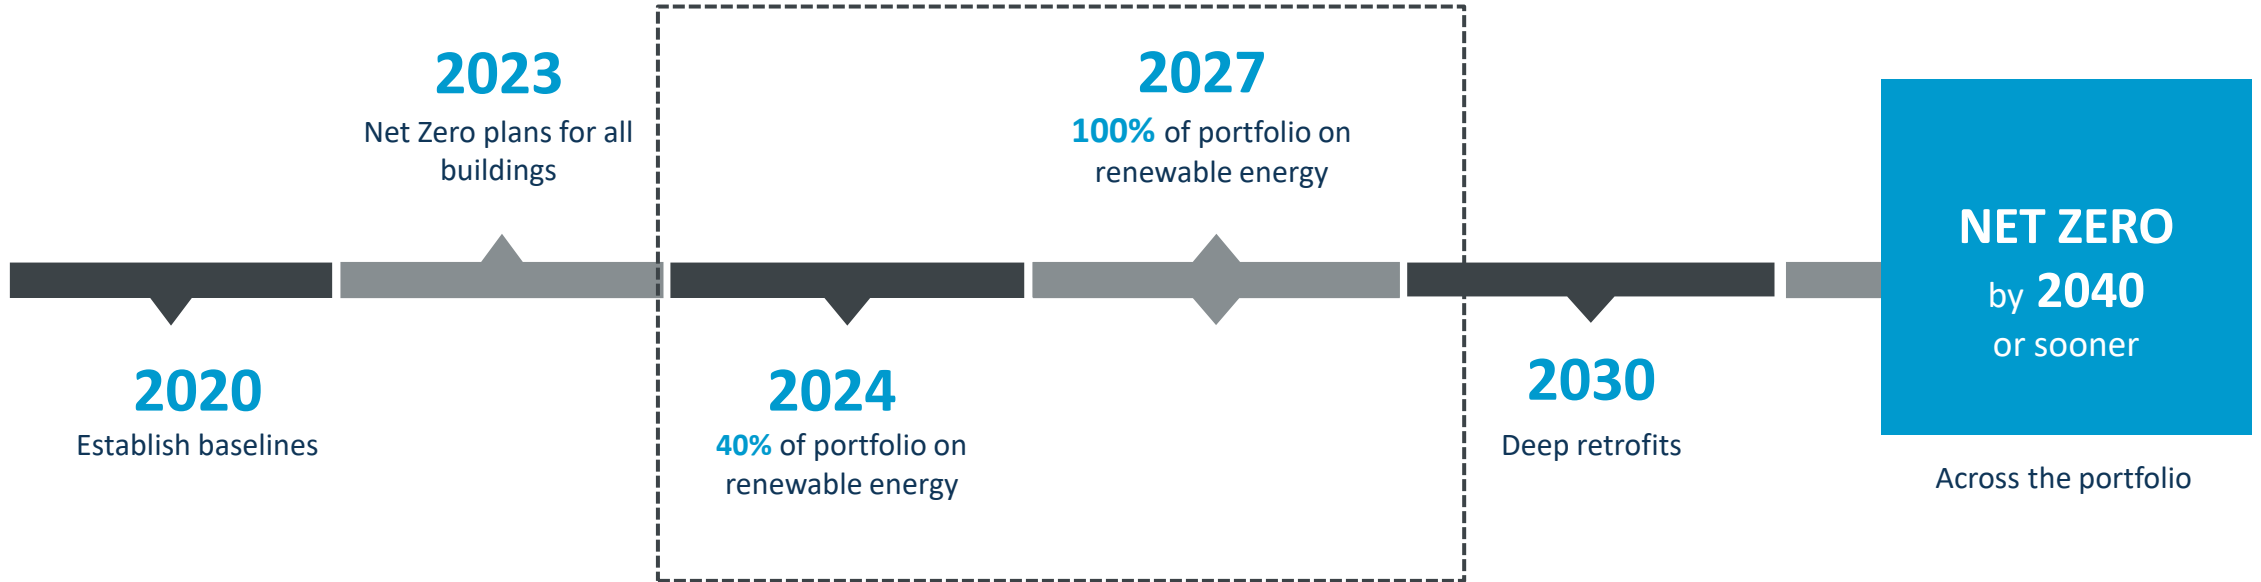 2020
Establish baselines
2023
Net Zero plans for all
buildings
2024
40% of portfolio on
renewable energy
2027
100% of portfolio on
renewable energy
2030
Deep retrofits
NET ZERO
by 2040
or sooner
Across the portfolio